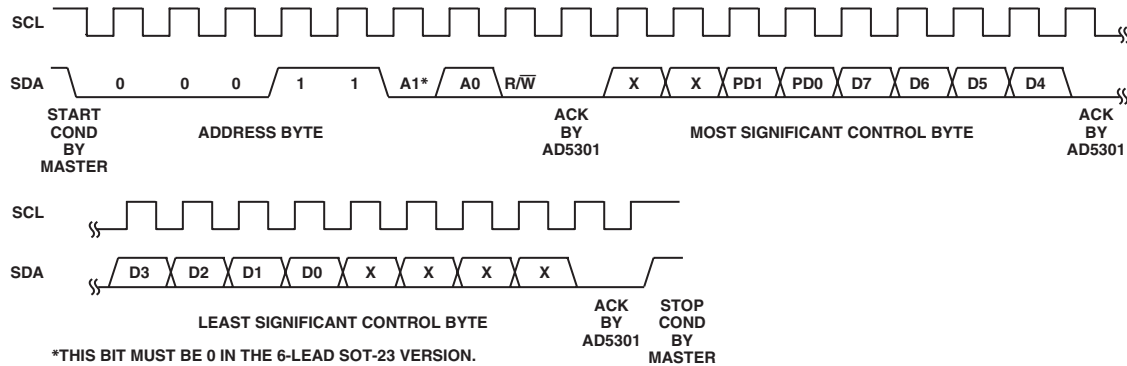 SCL
SDA 0 0 0 1 1 A1* A0 R/W̅ X X PD1 PD0 D7 D6 D5 D4
START COND BY MASTER
ADDRESS BYTE
ACK BY AD5301
MOST SIGNIFICANT CONTROL BYTE
ACK BY AD5301
SCL
SDA D3 D2 D1 D0 X X X X
LEAST SIGNIFICANT CONTROL BYTE
ACK BY AD5301
STOP COND BY MASTER
*THIS BIT MUST BE 0 IN THE 6-LEAD SOT-23 VERSION.